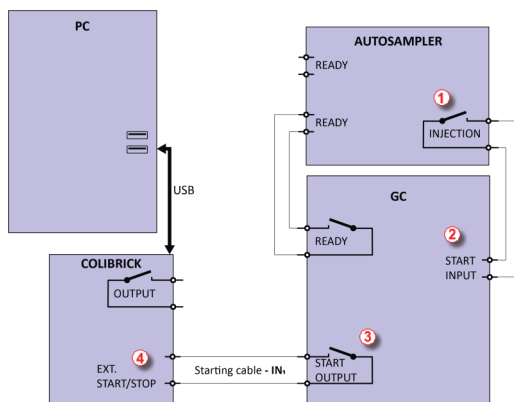 PC
AUTOSAMPLER
READY
1
READY
INJECTION
USB
GC
READY
2
START
INPUT
COLIBRICK
OUTPUT
3
4
EXT.
START/STOP
Starting cable - IN₁
START
OUTPUT